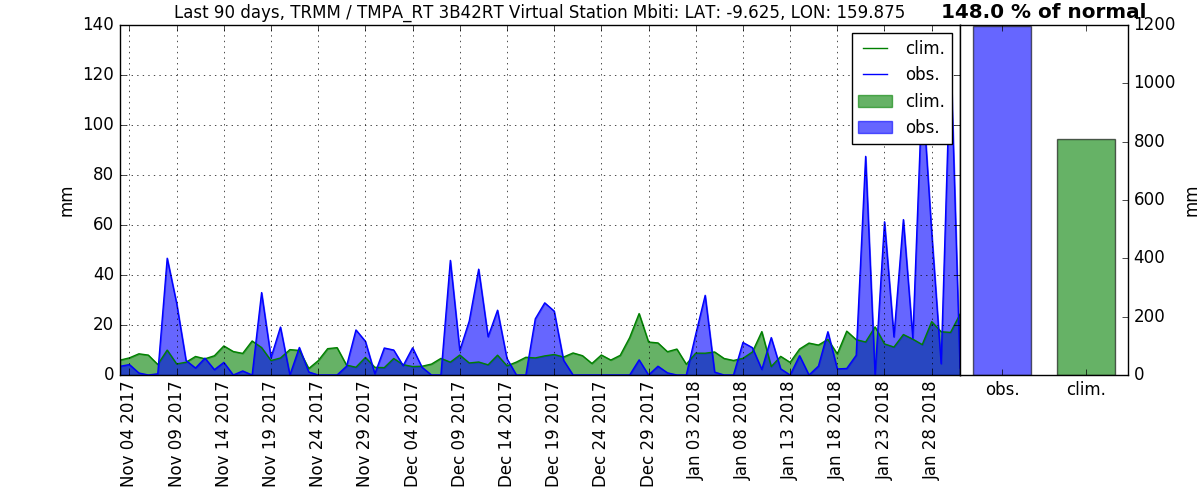 Last 90 days, TRMM / TMPA_RT 3B42RT Virtual Station Mbiti: LAT: -9.625, LON: 159.875
148.0 % of normal
140
120
100
80
60
40
20
0
mm
clim.
obs.
clim.
obs.
1200
1000
800
600
400
200
0
mm
obs.
clim.
Nov 04 2017
Nov 09 2017
Nov 14 2017
Nov 19 2017
Nov 24 2017
Nov 29 2017
Dec 04 2017
Dec 09 2017
Dec 14 2017
Dec 19 2017
Dec 24 2017
Dec 29 2017
Jan 03 2018
Jan 08 2018
Jan 13 2018
Jan 18 2018
Jan 23 2018
Jan 28 2018